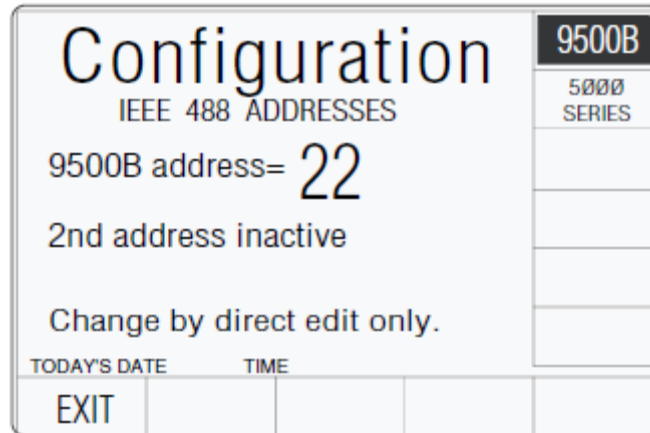 Configuration
IEEE 488 ADDRESSES
9500B address= 22
2nd address inactive
Change by direct edit only.
TODAY'S DATE TIME
EXIT
9500B
5ØØØ
SERIES